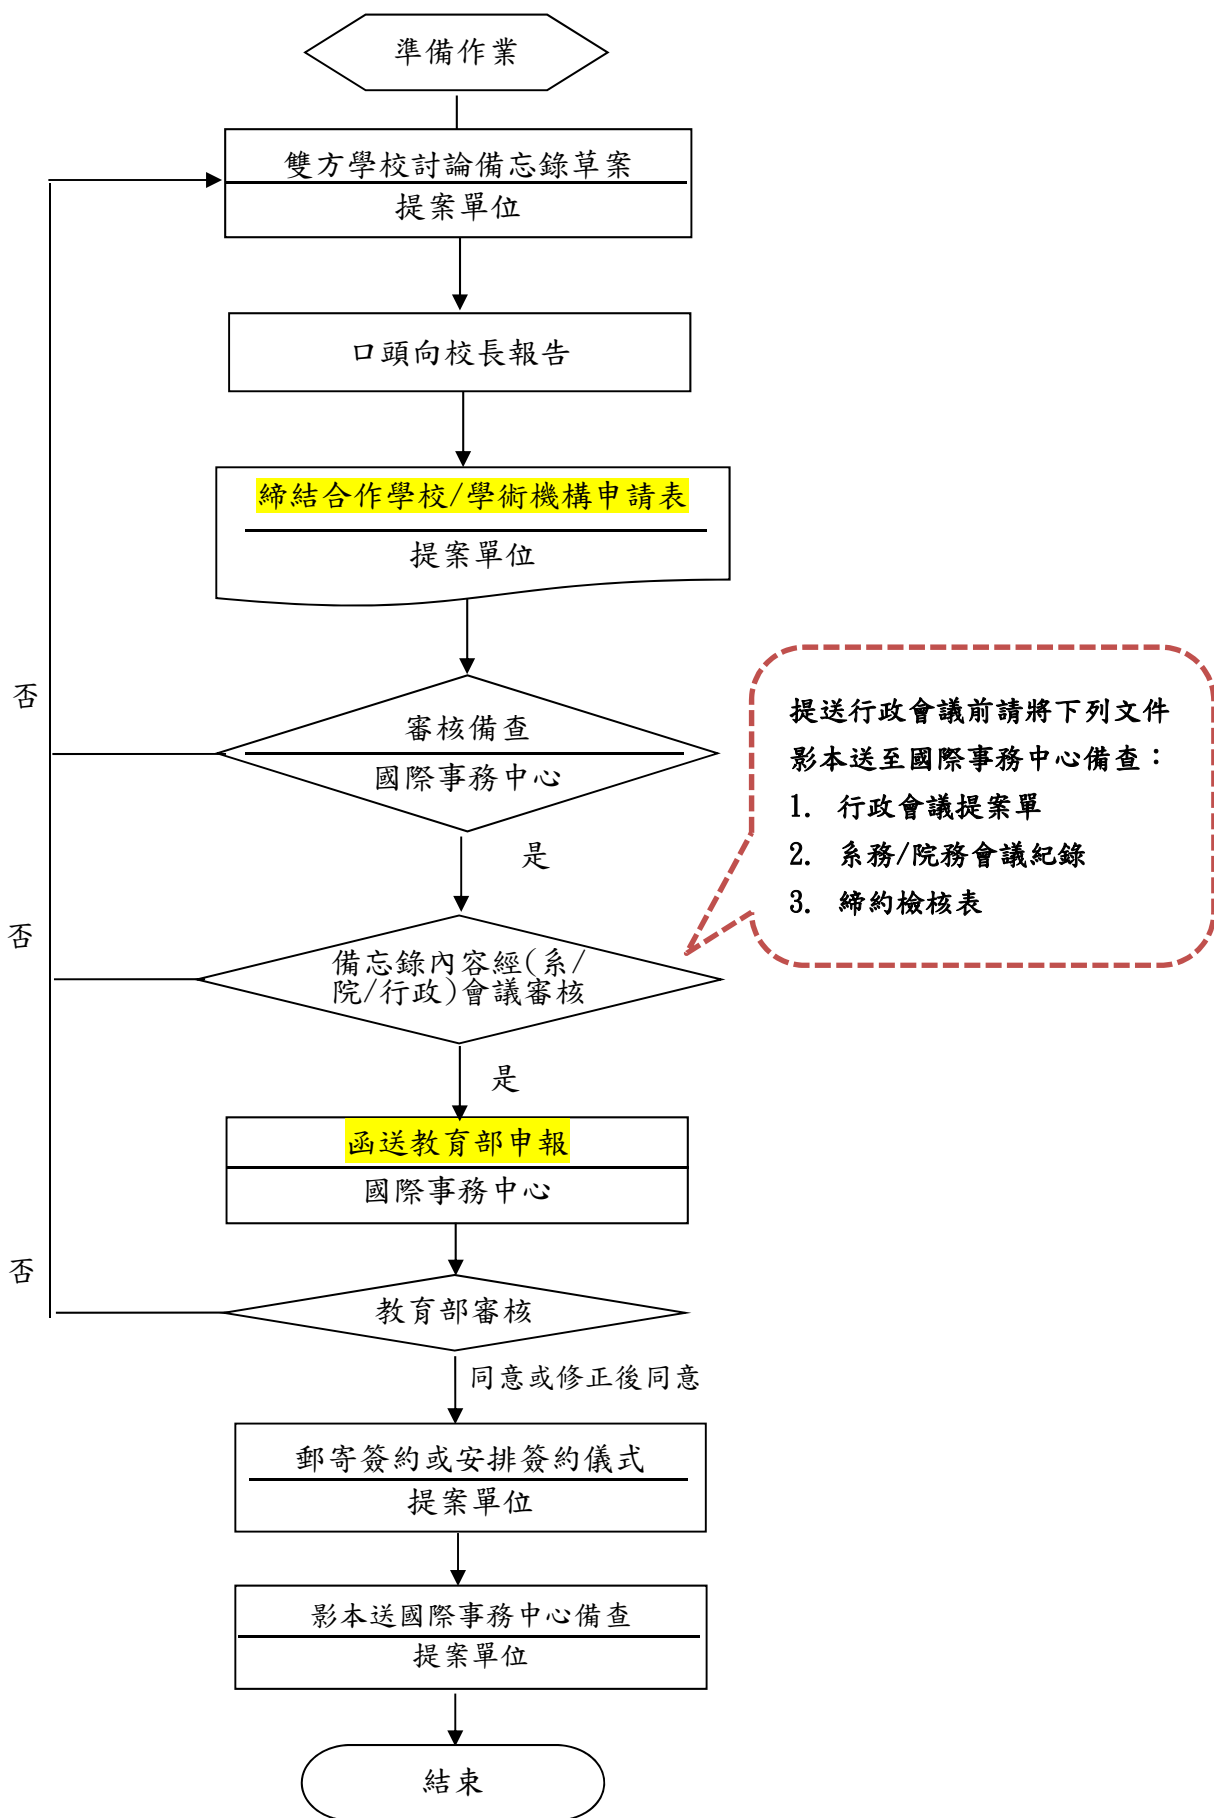 準備作業
雙方學校討論備忘錄草案
提案單位
口頭向校長報告
締結合作學校/學術機構申請表
提案單位
否
審核備查
國際事務中心
是
提送行政會議前請將下列文件
影本送至國際事務中心備查：
1. 行政會議提案單
2. 系務/院務會議紀錄
3. 締約檢核表
否
備忘錄內容經(系/
院/行政)會議審核
是
函送教育部申報
國際事務中心
否
教育部審核
同意或修正後同意
郵寄簽約或安排簽約儀式
提案單位
影本送國際事務中心備查
提案單位
結束